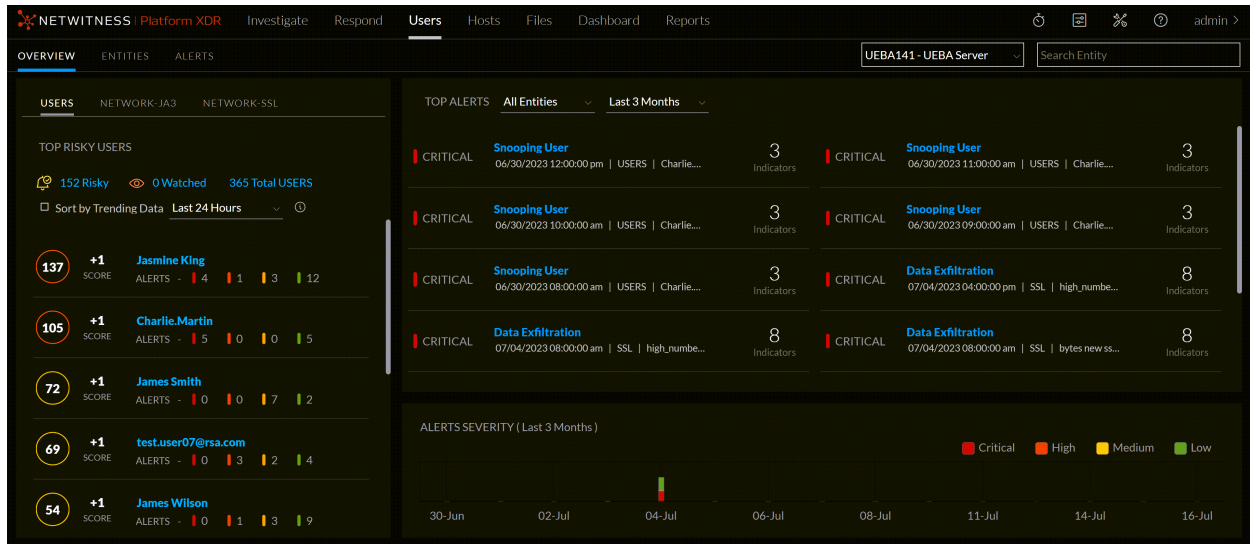 NETWITNESS | Platform XDR Investigate Respond Users Hosts Files Dashboard Reports admin >
OVERVIEW ENTITIES ALERTS UEBA141 - UEBA Server Search Entity
USERS NETWORK-JA3 NETWORK-SSL
TOP RISKY USERS
152 Risky 0 Watched 365 Total USERS
Sort by Trending Data Last 24 Hours
137 +1 SCORE Jasmine King
ALERTS - 4 1 3 12
105 +1 SCORE Charlie.Martin
ALERTS - 5 0 0 5
72 +1 SCORE James Smith
ALERTS - 0 0 7 2
69 +1 SCORE test.user07@rsa.com
ALERTS - 0 3 2 4
54 +1 SCORE James Wilson
ALERTS - 0 1 3 9
TOP ALERTS All Entities Last 3 Months
CRITICAL Snooping User 3
06/30/2023 12:00:00 pm | USERS | Charlie.... Indicators
CRITICAL Snooping User 3
06/30/2023 11:00:00 am | USERS | Charlie.... Indicators
CRITICAL Snooping User 3
06/30/2023 10:00:00 am | USERS | Charlie.... Indicators
CRITICAL Snooping User 3
06/30/2023 09:00:00 am | USERS | Charlie.... Indicators
CRITICAL Snooping User 3
06/30/2023 08:00:00 am | USERS | Charlie.... Indicators
CRITICAL Data Exfiltration 8
07/04/2023 04:00:00 pm | SSL | high_numbe... Indicators
CRITICAL Data Exfiltration 8
07/04/2023 08:00:00 am | SSL | high_numbe... Indicators
CRITICAL Data Exfiltration 8
07/04/2023 08:00:00 am | SSL | bytes new ss... Indicators
ALERTS SEVERITY ( Last 3 Months )
Critical High Medium Low
30-Jun 02-Jul 04-Jul 06-Jul 08-Jul 11-Jul 14-Jul 16-Jul